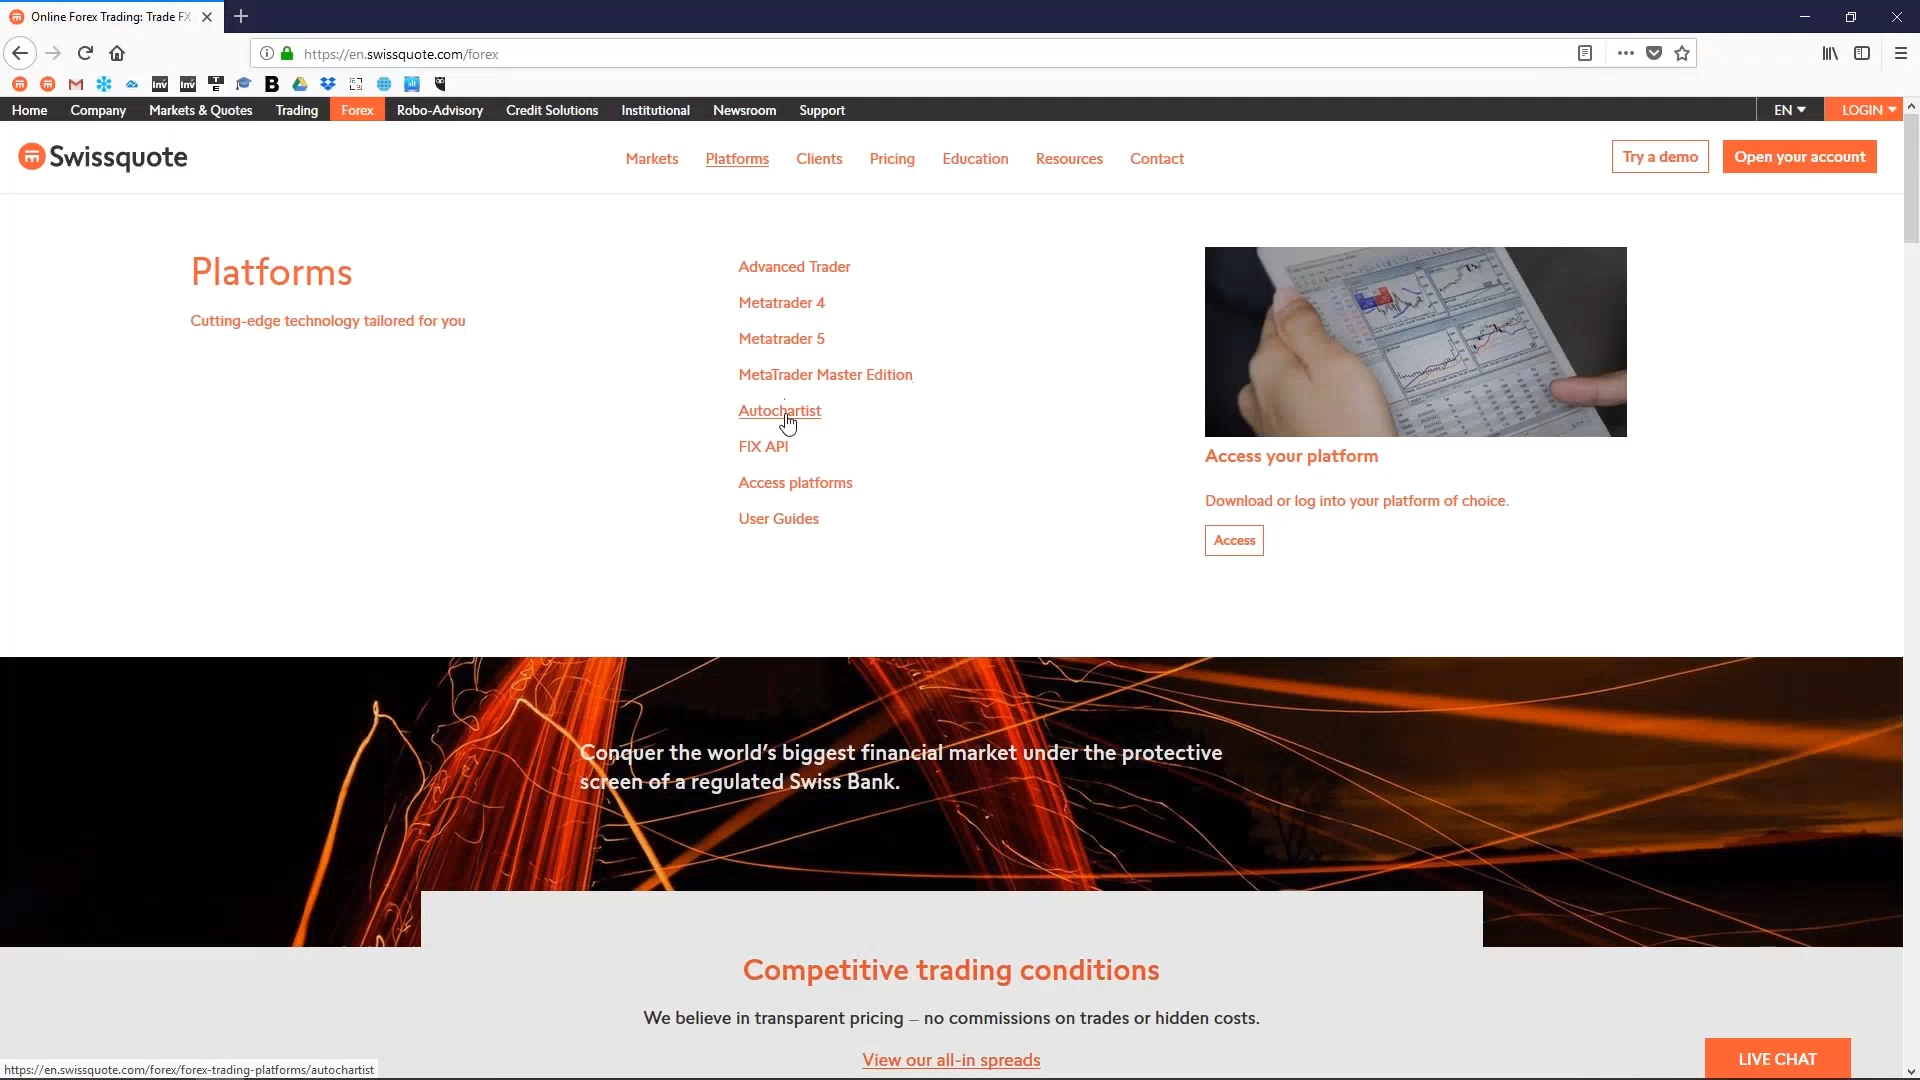 Online Forex Trading: Trade FX
https://en.swissquote.com/forex
Inv
Inv
B
Home Company Markets & Quotes Trading Forex Robo-Advisory Credit Solutions Institutional Newsroom Support EN LOGIN
Swissquote
Markets Platforms Clients Pricing Education Resources Contact
Try a demo Open your account
Platforms
Cutting-edge technology tailored for you
Advanced Trader
Metatrader 4
Metatrader 5
MetaTrader Master Edition
Autochartist
FIX API
Access platforms
User Guides
Access your platform
Download or log into your platform of choice.
Access
Conquer the world's biggest financial market under the protective
screen of a regulated Swiss Bank.
Competitive trading conditions
We believe in transparent pricing – no commissions on trades or hidden costs.
View our all-in spreads
LIVE CHAT
https://en.swissquote.com/forex/forex-trading-platforms/autochartist